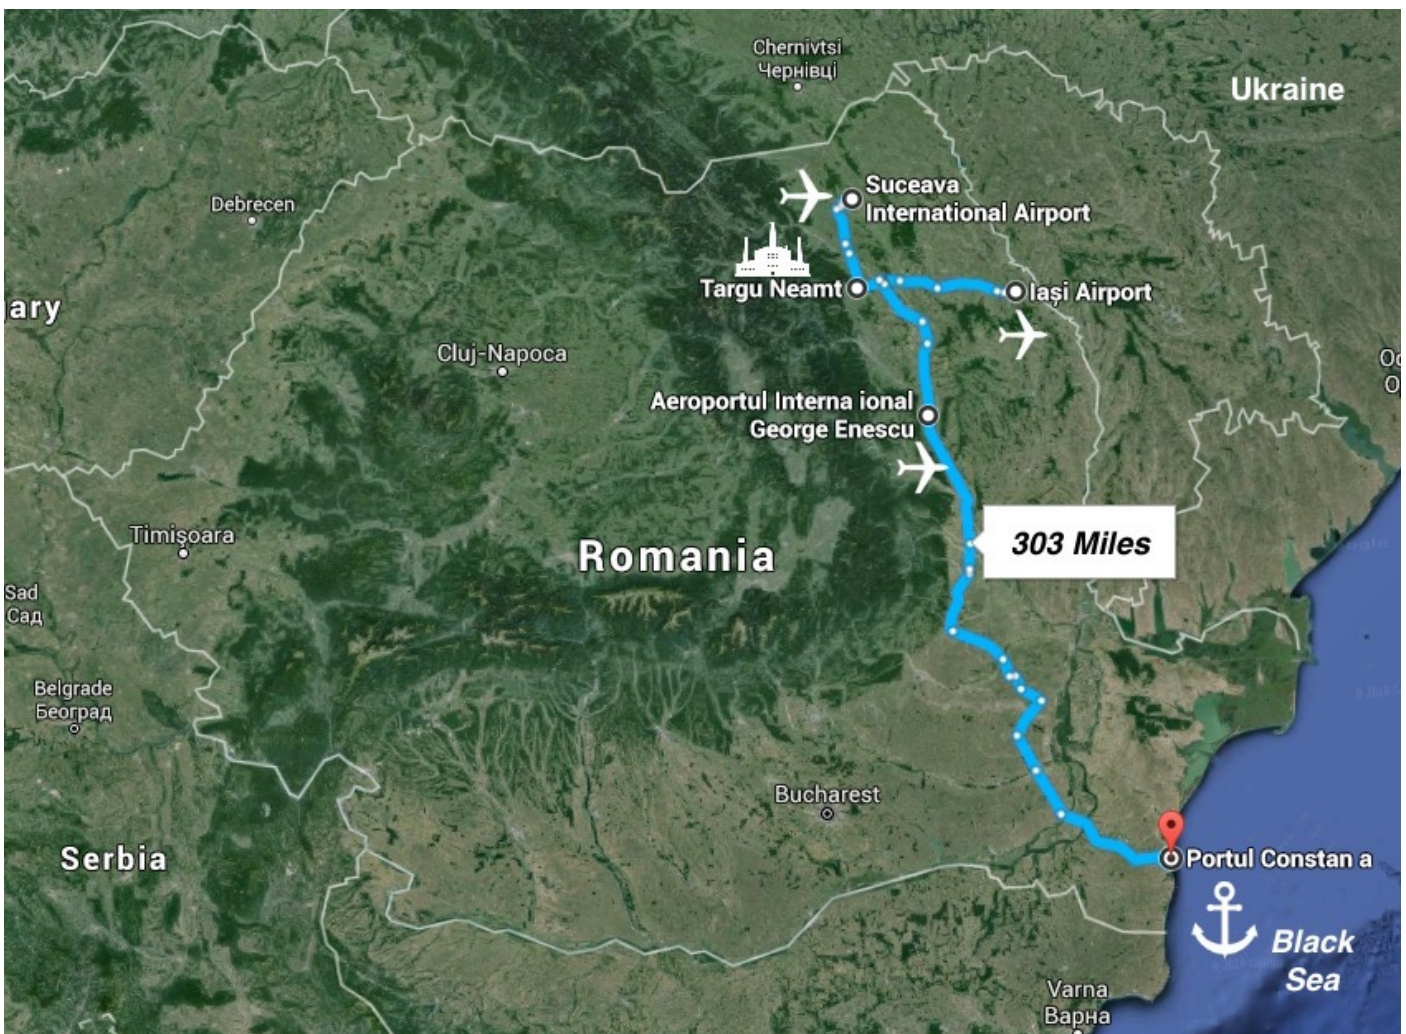 Chernivtsi
Чернівці
Ukraine
Suceava
International Airport
Debrecen
Targu Neamt
Iași Airport
ary
Cluj-Napoca
Aeroportul Interna ional
George Enescu
303 Miles
Timișoara
Romania
Sad
Сад
Belgrade
Београд
Bucharest
Serbia
Portul Constan a
Black
Sea
Varna
Варна